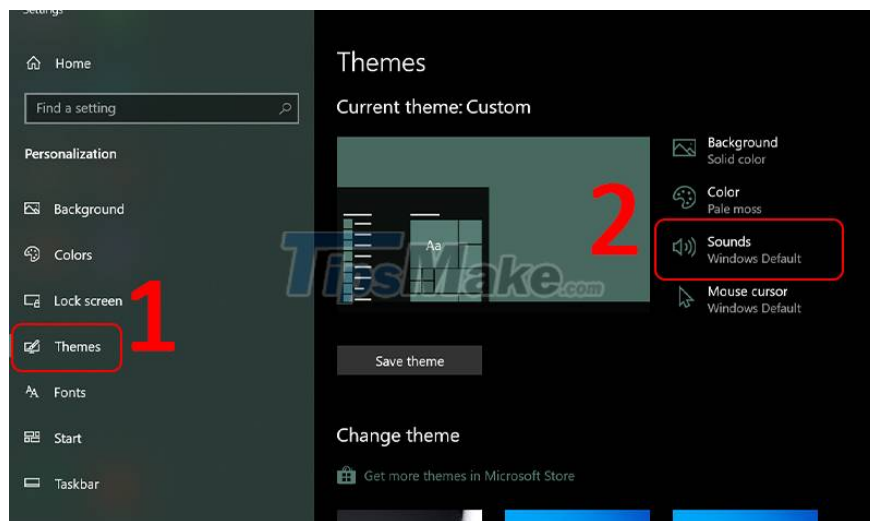 Settings
Home
Find a setting
Personalization
Background
Colors
Lock screen
Themes
Fonts
Start
Taskbar
1
Themes
Current theme: Custom
Aa
TipsMake.com
2
Background
Solid color
Color
Pale moss
Sounds
Windows Default
Mouse cursor
Windows Default
Save theme
Change theme
Get more themes in Microsoft Store